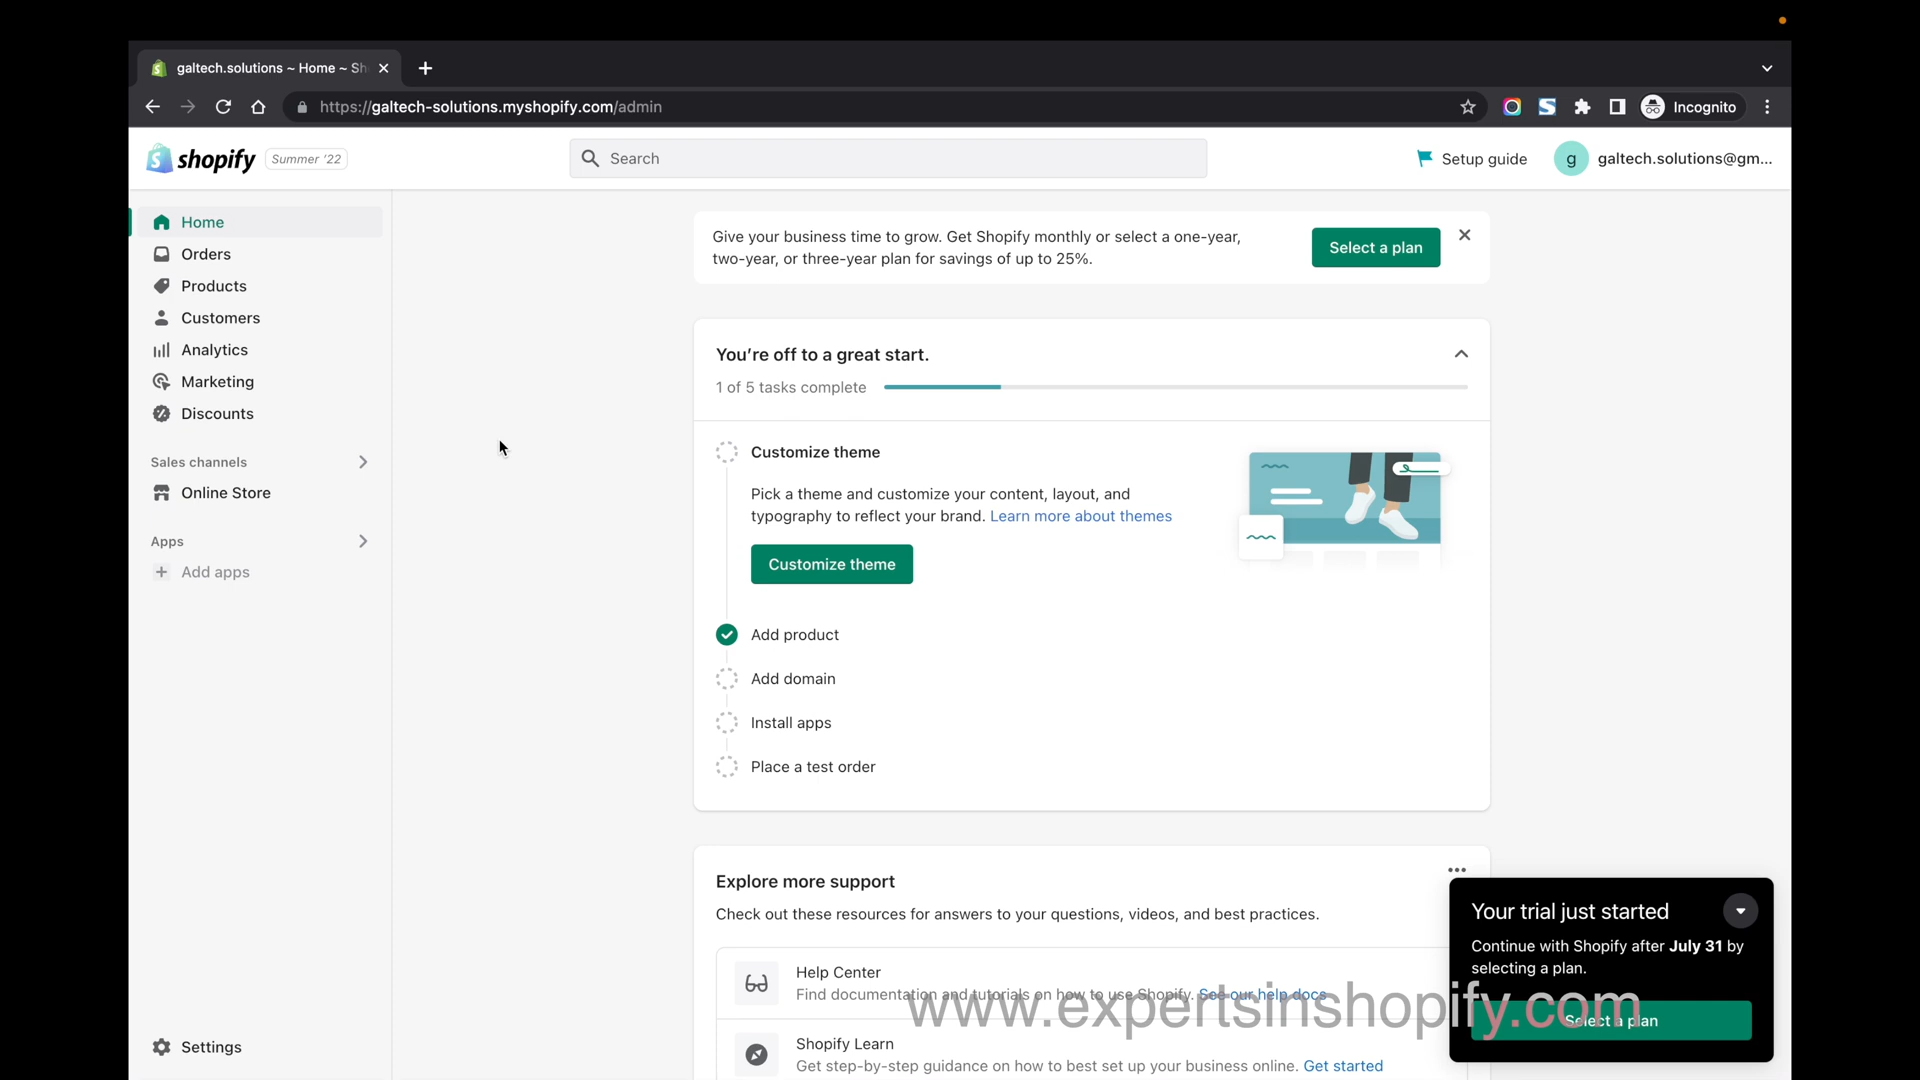 galtech.solutions ~ Home ~ Sh
https://galtech-solutions.myshopify.com/admin
Incognito
shopify
Summer '22
Search
Setup guide
g
galtech.solutions@gm...
Home
Orders
Products
Customers
Analytics
Marketing
Discounts
Sales channels
Online Store
Apps
Add apps
Settings
Give your business time to grow. Get Shopify monthly or select a one-year,
two-year, or three-year plan for savings of up to 25%.
Select a plan
You're off to a great start.
1 of 5 tasks complete
Customize theme
Pick a theme and customize your content, layout, and
typography to reflect your brand. Learn more about themes
Customize theme
Add product
Add domain
Install apps
Place a test order
Explore more support
Check out these resources for answers to your questions, videos, and best practices.
Help Center
Find documentation and tutorials on how to use Shopify. See our help docs
Shopify Learn
Get step-by-step guidance on how to best set up your business online. Get started
Your trial just started
Continue with Shopify after July 31 by
selecting a plan.
Select a plan
www.expertsinshopify.com